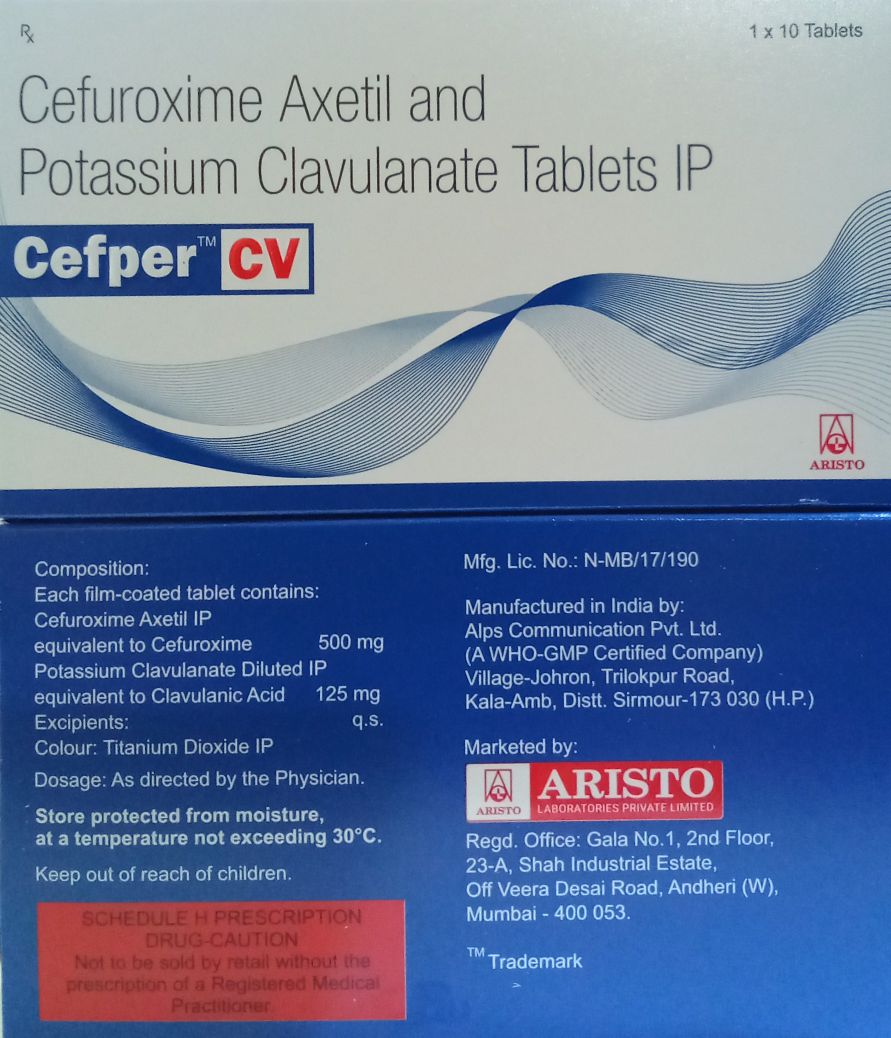 Rx
1 x 10 Tablets
Cefuroxime Axetil and
Potassium Clavulanate Tablets IP
Cefper™ CV
ARISTO
Composition:
Each film-coated tablet contains:
Cefuroxime Axetil IP
equivalent to Cefuroxime 500 mg
Potassium Clavulanate Diluted IP
equivalent to Clavulanic Acid 125 mg
Excipients: q.s.
Colour: Titanium Dioxide IP
Dosage: As directed by the Physician.
Store protected from moisture,
at a temperature not exceeding 30°C.
Keep out of reach of children.
SCHEDULE H PRESCRIPTION
DRUG-CAUTION
Not to be sold by retail without the
prescription of a Registered Medical
Practitioner.
Mfg. Lic. No.: N-MB/17/190
Manufactured in India by:
Alps Communication Pvt. Ltd.
(A WHO-GMP Certified Company)
Village-Johron, Trilokpur Road,
Kala-Amb, Distt. Sirmour-173 030 (H.P.)
Marketed by:
ARISTO
ARISTO
LABORATORIES PRIVATE LIMITED
Regd. Office: Gala No.1, 2nd Floor,
23-A, Shah Industrial Estate,
Off Veera Desai Road, Andheri (W),
Mumbai - 400 053.
™ Trademark